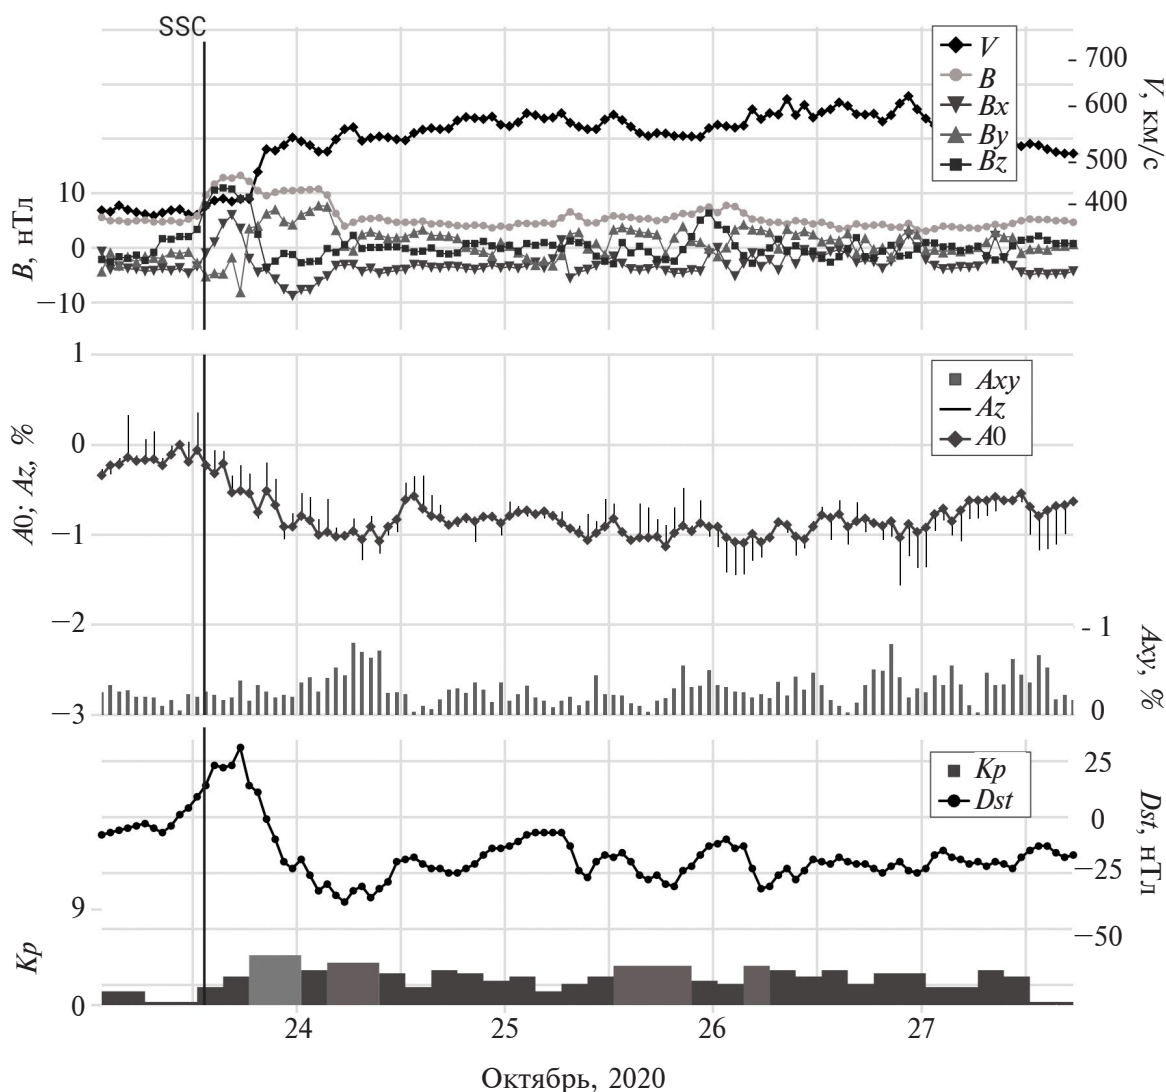 SSC
V
B
Bx
By
Bz
- 700
- 600
- 500
- 400
V, км/с
10
0
−10
B, нТл
1
0
−1
−2
−3
A0; Az, %
Axy
Az
A0
- 1
0
Axy, %
Kp
Dst
25
0
−25
−50
Dst, нТл
9
0
Kp
24
25
26
27
Октябрь, 2020